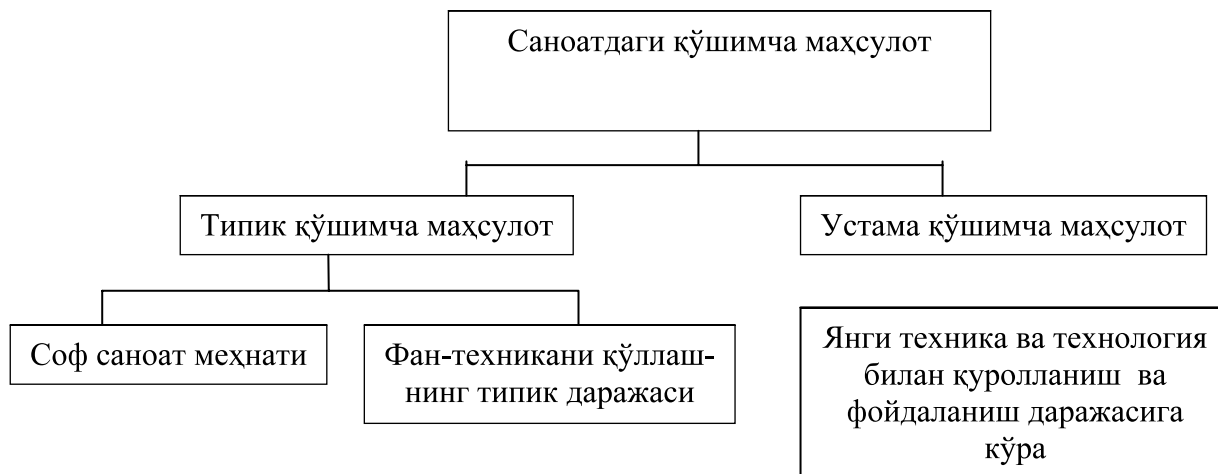 Саноатдаги қўшимча маҳсулот
Типик қўшимча маҳсулот
Устама қўшимча маҳсулот
Соф саноат меҳнати
Фан-техникани қўллаш-
нинг типик даражаси
Янги техника ва технология
билан қуролланиш ва
фойдаланиш даражасига
кўра